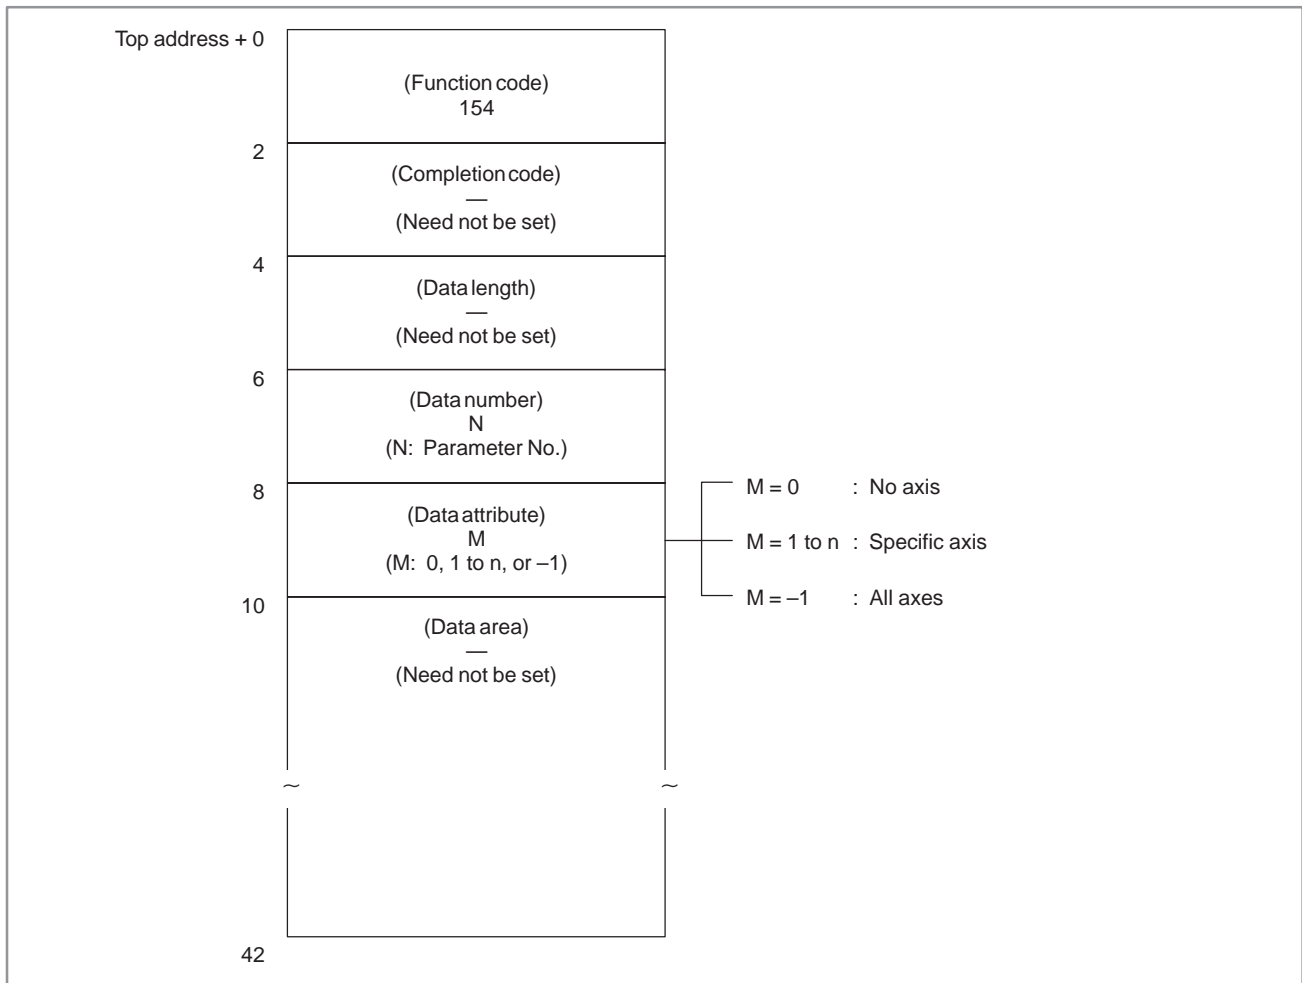 Top address + 0
(Function code)
154
2
(Completion code)
—
(Need not be set)
4
(Data length)
—
(Need not be set)
6
(Data number)
N
(N: Parameter No.)
8
(Data attribute)
M
(M: 0, 1 to n, or –1)
M = 0 : No axis
M = 1 to n : Specific axis
M = –1 : All axes
10
(Data area)
—
(Need not be set)
~ ~
42